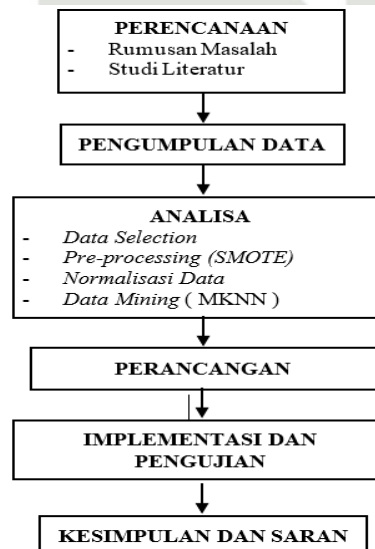 PERENCANAAN
- Rumusan Masalah
- Studi Literatur
PENGUMPULAN DATA
ANALISA
- Data Selection
- Pre-processing (SMOTE)
- Normalisasi Data
- Data Mining ( MKNN )
PERANCANGAN
IMPLEMENTASI DAN
PENGUJIAN
KESIMPULAN DAN SARAN